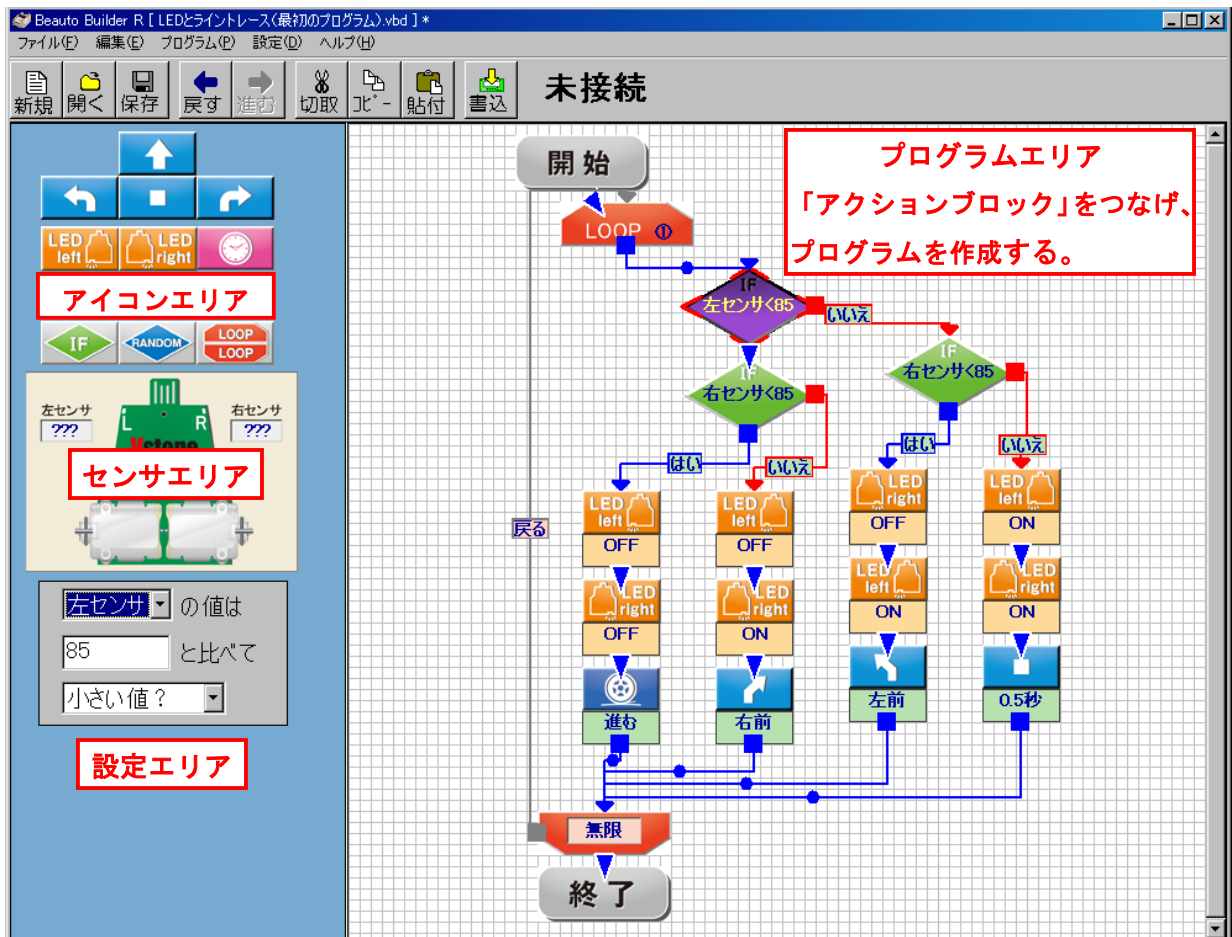 Beauto Builder R [ LEDとライントレース(最初のプログラム).vbd ] *
ファイル(F) 編集(E) プログラム(P) 設定(D) ヘルプ(H)
新規 開く 保存 戻す 進む 切取 コピー 貼付 書込 未接続
LED left LED right
アイコンエリア
IF RANDOM LOOP LOOP
左センサ ??? L R 右センサ ???
Vstone
センサエリア
左センサ の値は
85 と比べて
小さい値?
設定エリア
プログラムエリア
「アクションブロック」をつなげ、
プログラムを作成する。
開始
LOOP ①
IF
左センサ<85
いいえ
IF
右センサ<85
IF
右センサ<85
はい いいえ
はい いいえ
LED left OFF
LED right OFF
進む
LED left OFF
LED right ON
右前
LED right OFF
LED left ON
左前
LED left ON
LED right ON
0.5秒
戻る
無限
終了